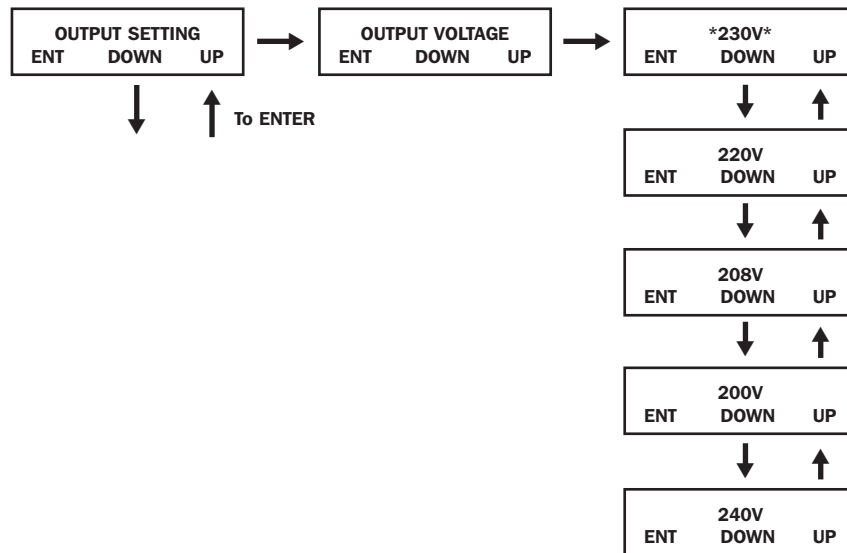 OUTPUT SETTING
ENT DOWN UP
To ENTER
OUTPUT VOLTAGE
ENT DOWN UP
*230V*
ENT DOWN UP
220V
ENT DOWN UP
208V
ENT DOWN UP
200V
ENT DOWN UP
240V
ENT DOWN UP